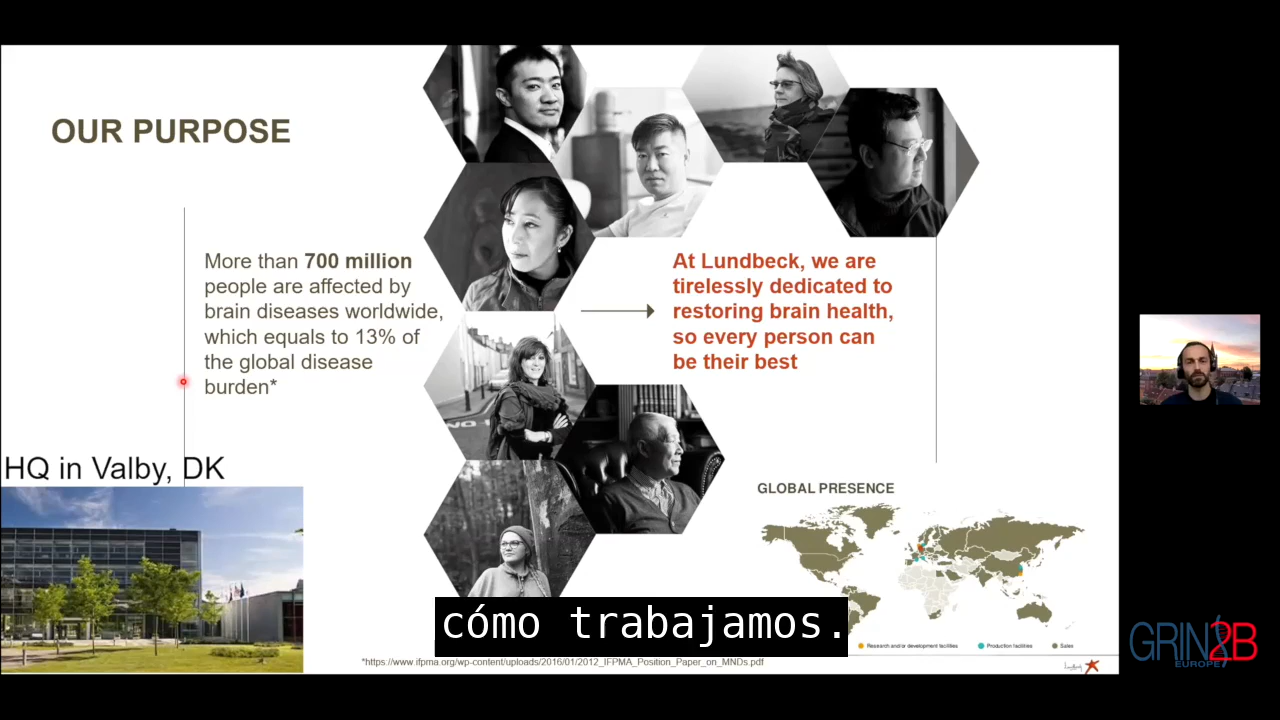 OUR PURPOSE
More than 700 million
people are affected by
brain diseases worldwide,
which equals to 13% of
the global disease
burden*
At Lundbeck, we are
tirelessly dedicated to
restoring brain health,
so every person can
be their best
HQ in Valby, DK
GLOBAL PRESENCE
Research and/or development facilities
Production facilities
Sales
cómo trabajamos.
*https://www.ifpma.org/wp-content/uploads/2016/01/2012_IFPMA_Position_Paper_on_MNDs.pdf
Lundbeck
GRIN2B
EUROPE